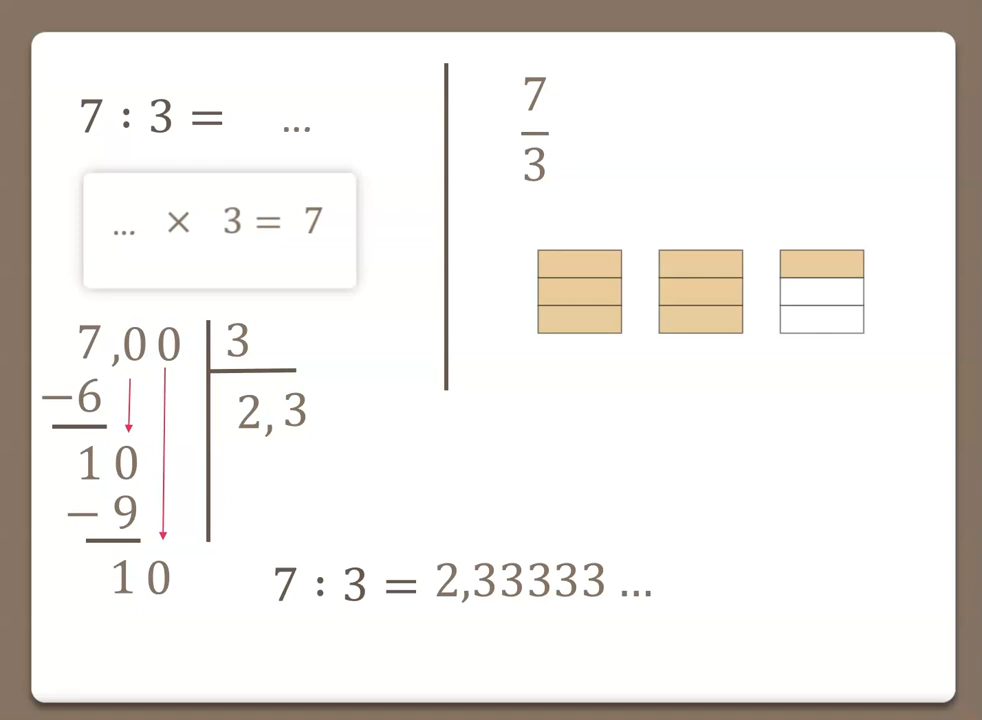 7 : 3 = ...
... × 3 = 7
7,00 3
−6 2,3
10
− 9
10
7 : 3 = 2,33333 ...
7
3